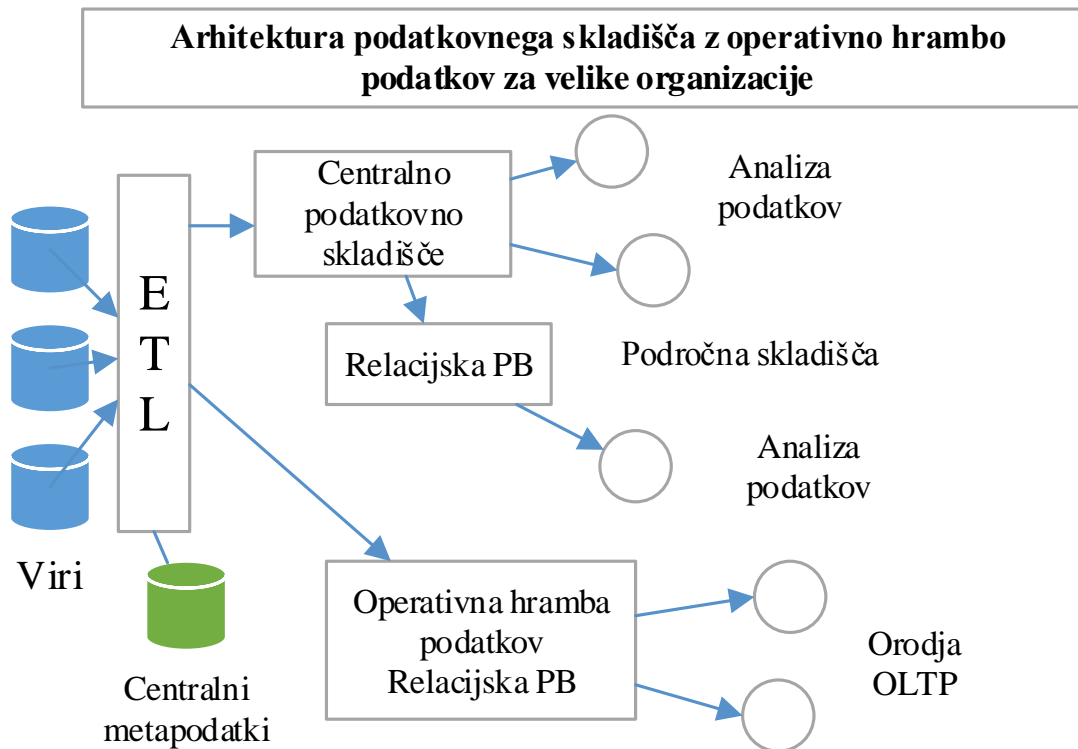 Arhitektura podatkovnega skladišča z operativno hrambo
podatkov za velike organizacije
Centralno
podatkovno
skladišče
Analiza
podatkov
E
T
L
Relacijska PB
Področna skladišča
Analiza
podatkov
Viri
Centralni
metapodatki
Operativna hramba
podatkov
Relacijska PB
Orodja
OLTP